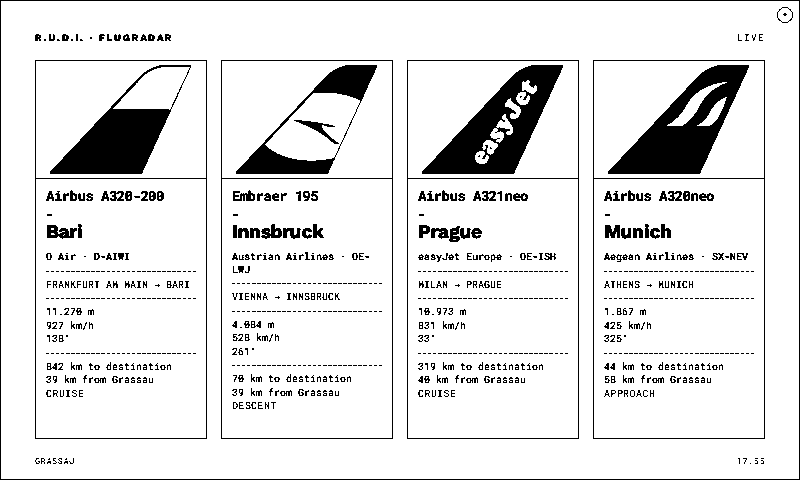 R.U.D.I. · FLUGRADAR
LIVE
Airbus A320-200
-
Bari
O Air · D-AIWI
FRANKFURT AM MAIN → BARI
11.270 m
927 km/h
138°
842 km to destination
39 km from Grassau
CRUISE
Embraer 195
-
Innsbruck
Austrian Airlines · OE-
LWJ
VIENNA → INNSBRUCK
4.084 m
528 km/h
261°
70 km to destination
39 km from Grassau
DESCENT
easyJet
Airbus A321neo
-
Prague
easyJet Europe · OE-ISH
MILAN → PRAGUE
10.973 m
831 km/h
33°
319 km to destination
40 km from Grassau
CRUISE
Airbus A320neo
-
Munich
Aegean Airlines · SX-NEV
ATHENS → MUNICH
1.867 m
425 km/h
325°
44 km to destination
58 km from Grassau
APPROACH
GRASSAU
17.55